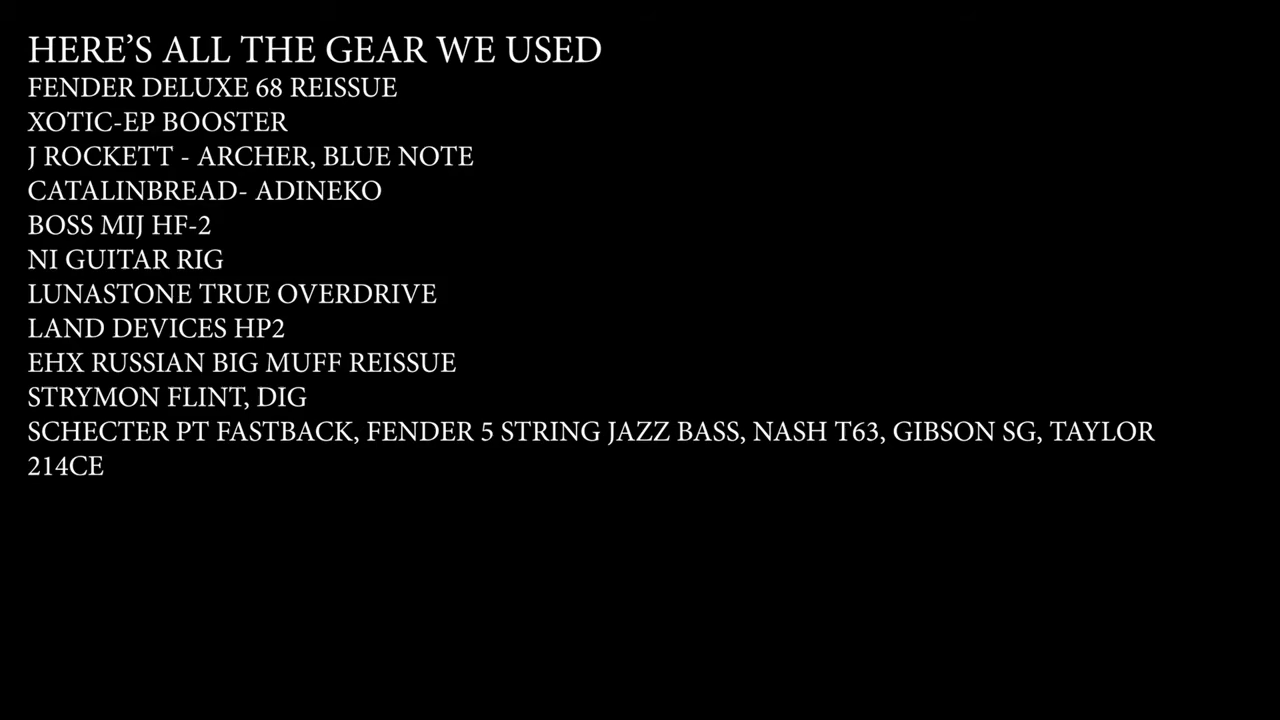 HERE’S ALL THE GEAR WE USED
FENDER DELUXE 68 REISSUE
XOTIC-EP BOOSTER
J ROCKETT - ARCHER, BLUE NOTE
CATALINBREAD- ADINEKO
BOSS MIJ HF-2
NI GUITAR RIG
LUNASTONE TRUE OVERDRIVE
LAND DEVICES HP2
EHX RUSSIAN BIG MUFF REISSUE
STRYMON FLINT, DIG
SCHECTER PT FASTBACK, FENDER 5 STRING JAZZ BASS, NASH T63, GIBSON SG, TAYLOR
214CE